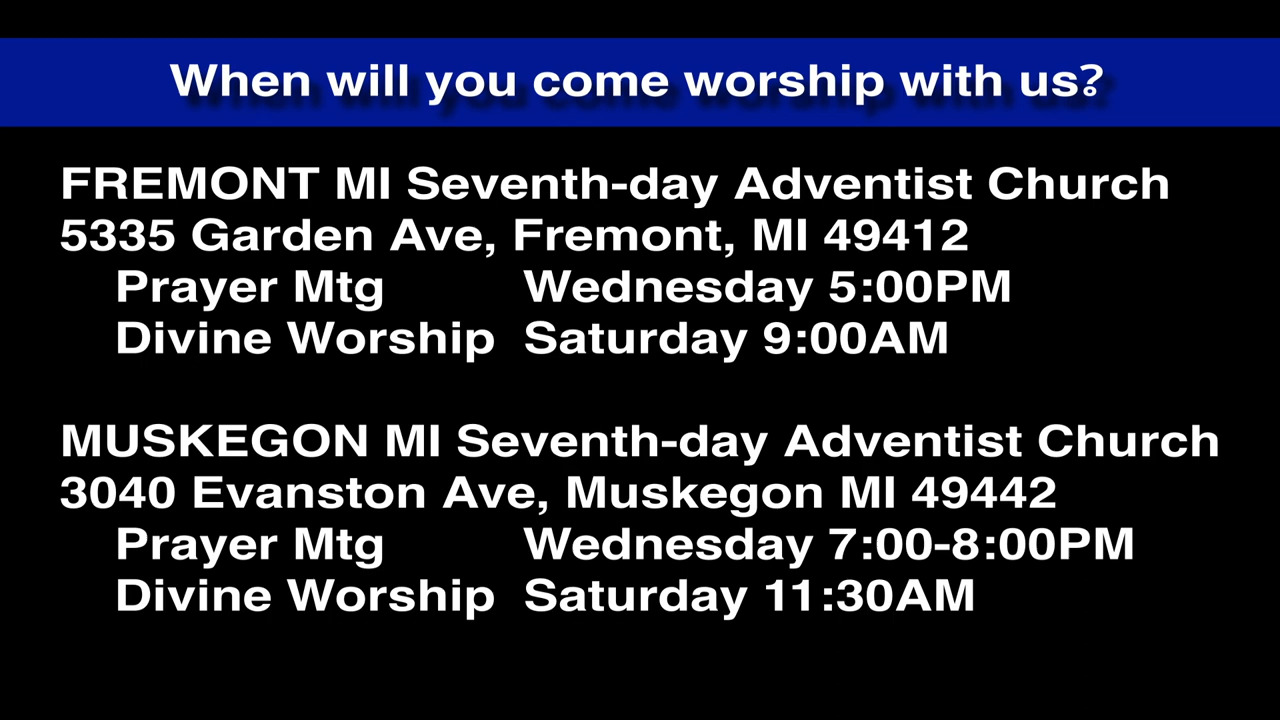 When will you come worship with us?
FREMONT MI Seventh-day Adventist Church
5335 Garden Ave, Fremont, MI 49412
Prayer Mtg Wednesday 5:00PM
Divine Worship Saturday 9:00AM
MUSKEGON MI Seventh-day Adventist Church
3040 Evanston Ave, Muskegon MI 49442
Prayer Mtg Wednesday 7:00-8:00PM
Divine Worship Saturday 11:30AM